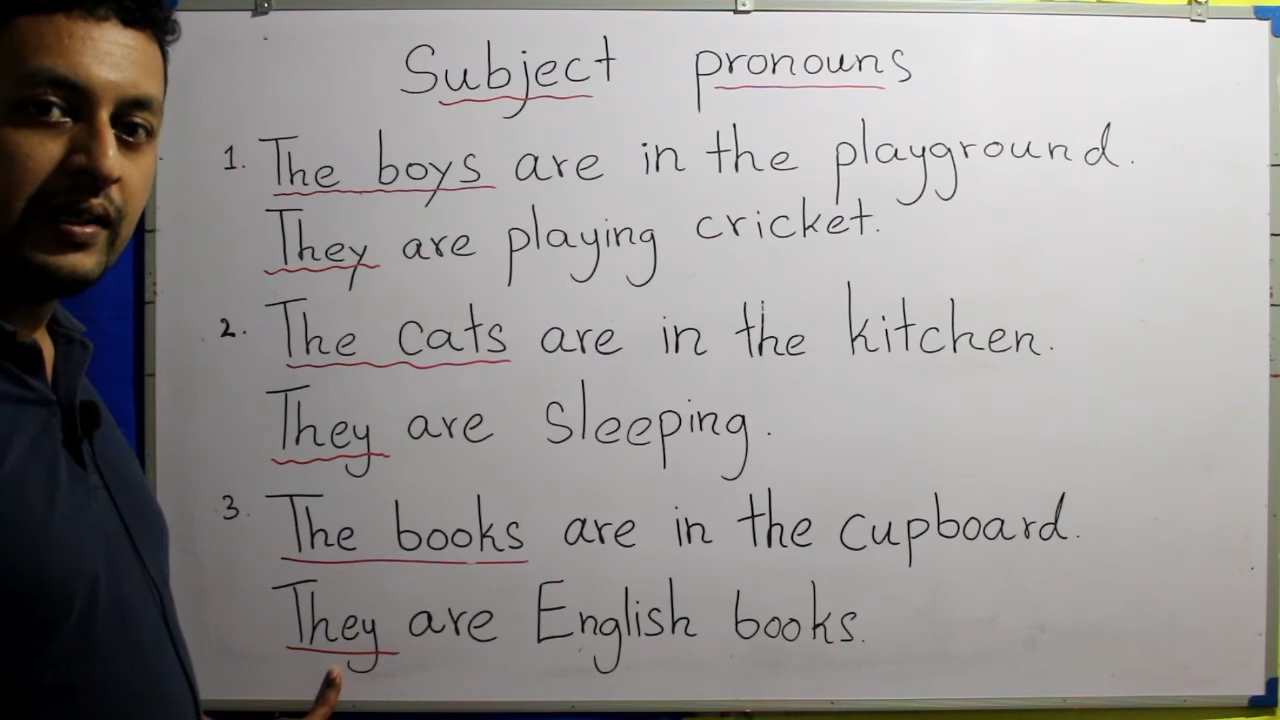 Subject pronouns
1. The boys are in the playground.
They are playing cricket.
2. The cats are in the kitchen.
They are sleeping.
3. The books are in the cupboard.
They are English books.